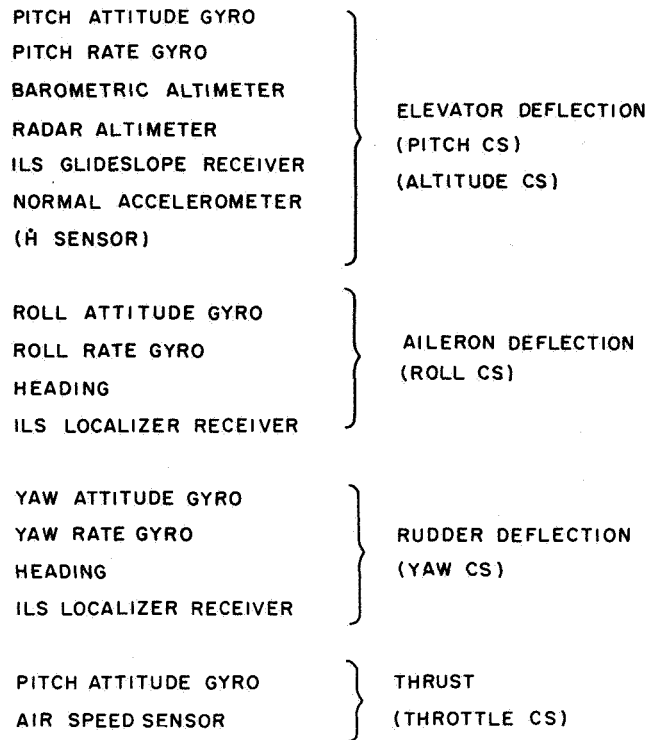 PITCH ATTITUDE GYRO
PITCH RATE GYRO
BAROMETRIC ALTIMETER
RADAR ALTIMETER
ILS GLIDESLOPE RECEIVER
NORMAL ACCELEROMETER
(Ḣ SENSOR)
ELEVATOR DEFLECTION
(PITCH CS)
(ALTITUDE CS)
ROLL ATTITUDE GYRO
ROLL RATE GYRO
HEADING
ILS LOCALIZER RECEIVER
AILERON DEFLECTION
(ROLL CS)
YAW ATTITUDE GYRO
YAW RATE GYRO
HEADING
ILS LOCALIZER RECEIVER
RUDDER DEFLECTION
(YAW CS)
PITCH ATTITUDE GYRO
AIR SPEED SENSOR
THRUST
(THROTTLE CS)